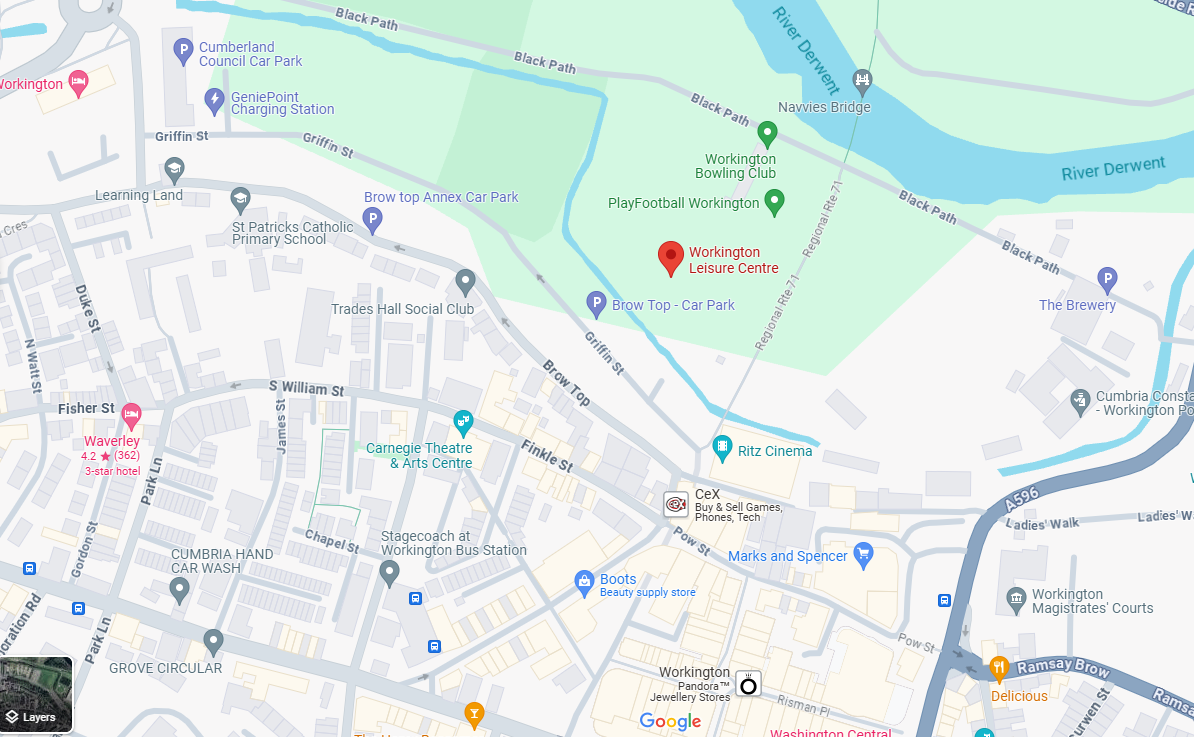 Black Path
River Derwent
Cumberland
Council Car Park
Black Path
Workington
GeniePoint
Charging Station
Navvies Bridge
Black Path
Griffin St
Griffin St
Workington
Bowling Club
River Derwent
Learning Land
Brow top Annex Car Park
PlayFootball Workington
Black Path
St Patricks Catholic
Primary School
Regional Rte 71
Workington
Leisure Centre
Black Path
Cres
Trades Hall Social Club
Brow Top - Car Park
The Brewery
Duke St
Regional Rte 71
Griffin St
N Watt St
Brow Top
S William St
Fisher St
James St
Cumbria Consta
- Workington Po
Waverley
4.2 ★ (362)
3-star hotel
Carnegie Theatre
& Arts Centre
Finkle St
Ritz Cinema
Park Ln
CeX
Buy & Sell Games,
Phones, Tech
A596
Ladies' Walk
Ladies' Wa
Gordon St
Chapel St
Stagecoach at
Workington Bus Station
Pow St
CUMBRIA HAND
CAR WASH
Marks and Spencer
Boots
Beauty supply store
Workington
Magistrates' Courts
oration Rd
Park Ln
Pow St
GROVE CIRCULAR
Workington
Pandora™
Jewellery Stores
Ramsay Brow
Ramsa
Delicious
Curwen St
Risman Pl
Layers
Google
Washington Central